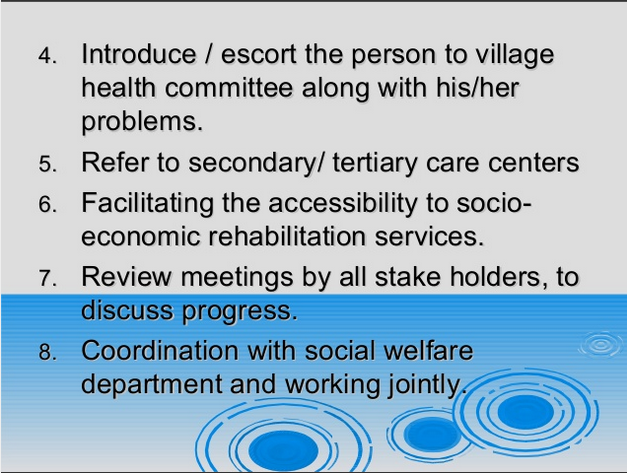 4. Introduce / escort the person to village
health committee along with his/her
problems.
5. Refer to secondary/ tertiary care centers
6. Facilitating the accessibility to socio-
economic rehabilitation services.
7. Review meetings by all stake holders, to
discuss progress.
8. Coordination with social welfare
department and working jointly.